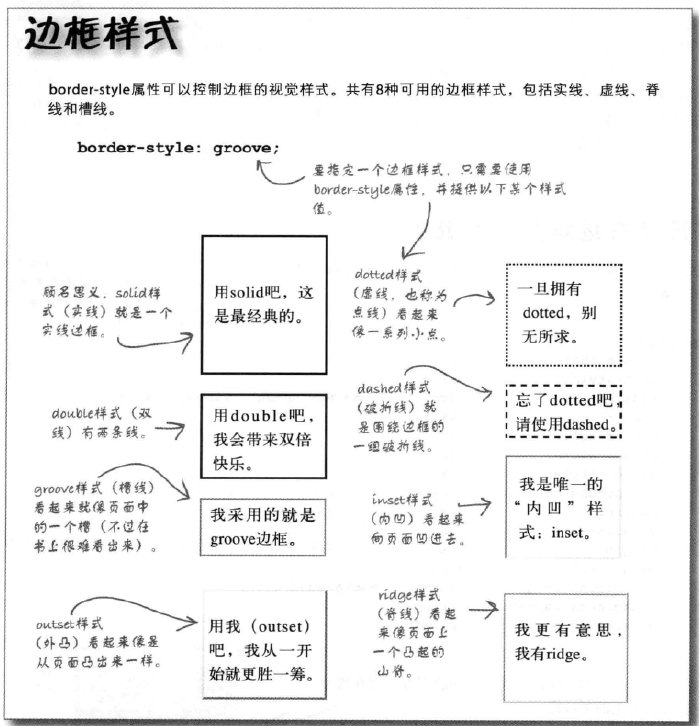 边框样式
border-style属性可以控制边框的视觉样式。共有8种可用的边框样式，包括实线、虚线、脊
线和槽线。
border-style: groove;
要指定一个边框样式，只需要使用
border-style属性，并提供以下某个样式
值。
顾名思义，solid样
式（实线）就是一个
实线边框。
用solid吧，这
是最经典的。
dotted样式
（虚线，也称为
点线）看起来
像一系列小点。
一旦拥有
dotted，别
无所求。
double样式（双
线）有两条线。
用double吧，
我会带来双倍
快乐。
dashed样式
（破折线）就
是围绕边框的
一组破折线。
忘了dotted吧，
请使用dashed。
groove样式（槽线）
看起来就像页面中
的一个槽（不过在
书上很难看出来）。
我采用的就是
groove边框。
inset样式
（内凹）看起来
向页面凹进去。
我是唯一的
“内凹”样
式：inset。
outset样式
（外凸）看起来像是
从页面凸出来一样。
用我（outset）
吧，我从一开
始就更胜一筹。
ridge样式
（脊线）看起
来像页面上
一个凸起的
山脊。
我更有意思，
我有ridge。